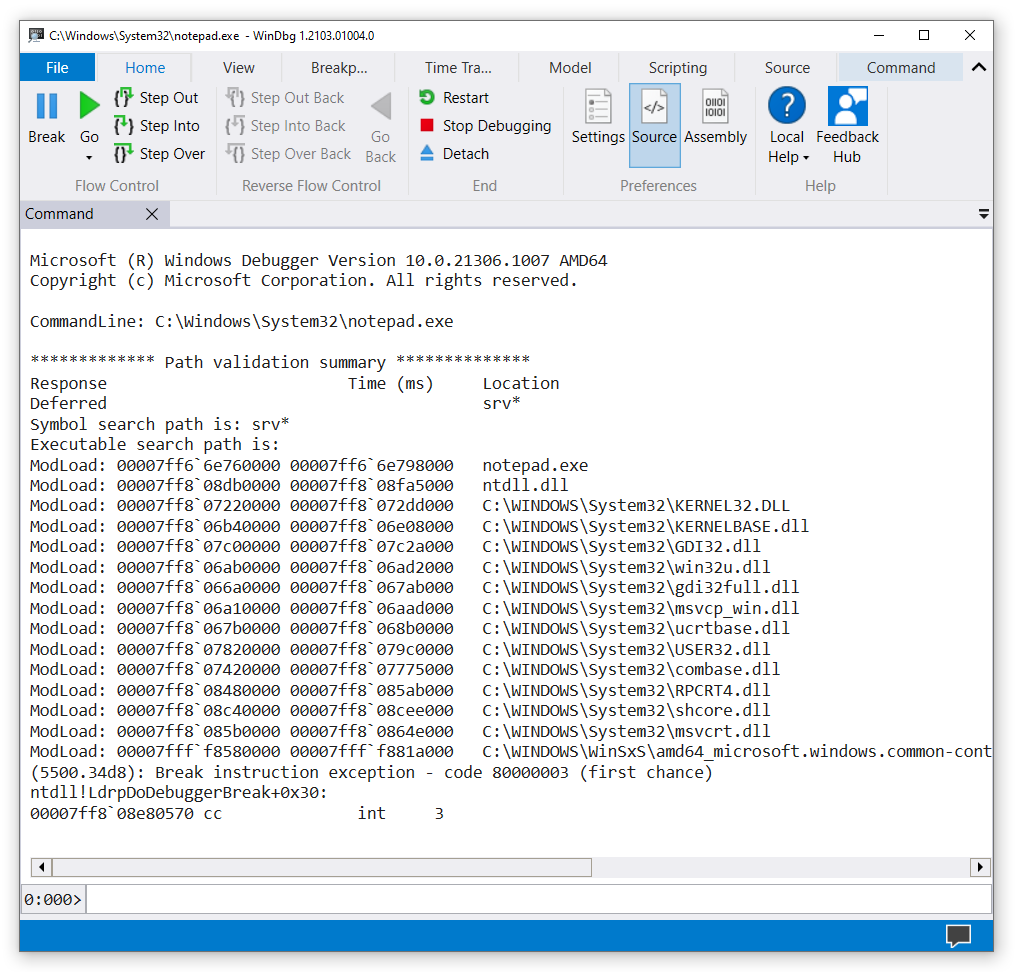 C:\Windows\System32\notepad.exe - WinDbg 1.2103.01004.0
File Home View Breakp... Time Tra... Model Scripting Source Command
Break
Go
Step Out
Step Into
Step Over
Flow Control
Step Out Back
Step Into Back
Step Over Back
Go Back
Reverse Flow Control
Restart
Stop Debugging
Detach
End
Settings
Source
Assembly
Preferences
Local Help
Feedback Hub
Help
Command
Microsoft (R) Windows Debugger Version 10.0.21306.1007 AMD64
Copyright (c) Microsoft Corporation. All rights reserved.
CommandLine: C:\Windows\System32\notepad.exe
************* Path validation summary **************
Response                         Time (ms)     Location
Deferred                                       srv*
Symbol search path is: srv*
Executable search path is:
ModLoad: 00007ff6`6e760000 00007ff6`6e798000   notepad.exe
ModLoad: 00007ff8`08db0000 00007ff8`08fa5000   ntdll.dll
ModLoad: 00007ff8`07220000 00007ff8`072dd000   C:\WINDOWS\System32\KERNEL32.DLL
ModLoad: 00007ff8`06b40000 00007ff8`06e08000   C:\WINDOWS\System32\KERNELBASE.dll
ModLoad: 00007ff8`07c00000 00007ff8`07c2a000   C:\WINDOWS\System32\GDI32.dll
ModLoad: 00007ff8`06ab0000 00007ff8`06ad2000   C:\WINDOWS\System32\win32u.dll
ModLoad: 00007ff8`066a0000 00007ff8`067ab000   C:\WINDOWS\System32\gdi32full.dll
ModLoad: 00007ff8`06a10000 00007ff8`06aad000   C:\WINDOWS\System32\msvcp_win.dll
ModLoad: 00007ff8`067b0000 00007ff8`068b0000   C:\WINDOWS\System32\ucrtbase.dll
ModLoad: 00007ff8`07820000 00007ff8`079c0000   C:\WINDOWS\System32\USER32.dll
ModLoad: 00007ff8`07420000 00007ff8`07775000   C:\WINDOWS\System32\combase.dll
ModLoad: 00007ff8`08480000 00007ff8`085ab000   C:\WINDOWS\System32\RPCRT4.dll
ModLoad: 00007ff8`08c40000 00007ff8`08cee000   C:\WINDOWS\System32\shcore.dll
ModLoad: 00007ff8`085b0000 00007ff8`0864e000   C:\WINDOWS\System32\msvcrt.dll
ModLoad: 00007fff`f8580000 00007fff`f881a000   C:\WINDOWS\WinSxS\amd64_microsoft.windows.common-cont
(5500.34d8): Break instruction exception - code 80000003 (first chance)
ntdll!LdrpDoDebuggerBreak+0x30:
00007ff8`08e80570 cc              int     3
0:000>